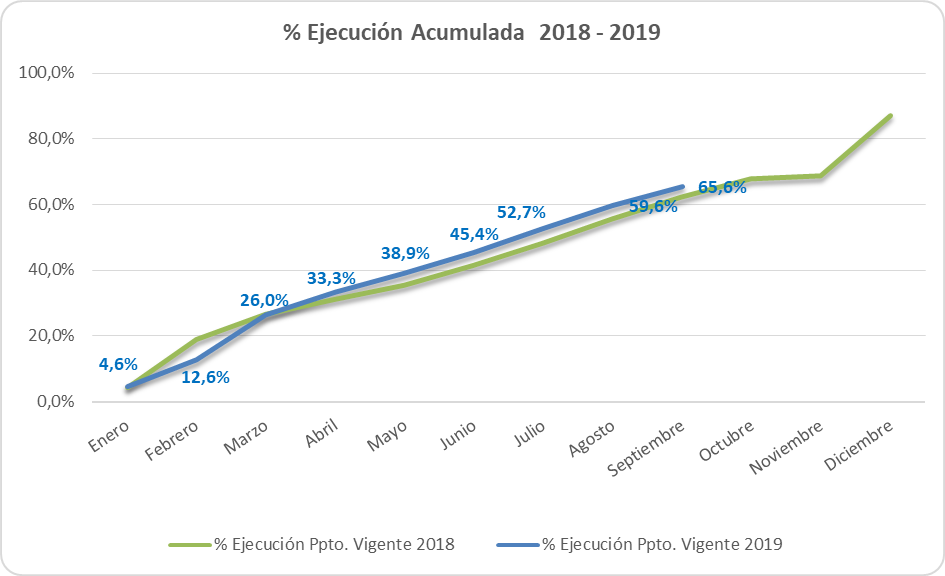 % Ejecución Acumulada 2018 - 2019
100,0%
80,0%
60,0%
40,0%
20,0%
0,0%
4,6%
12,6%
26,0%
33,3%
38,9%
45,4%
52,7%
59,6%
65,6%
Enero
Febrero
Marzo
Abril
Mayo
Junio
Julio
Agosto
Septiembre
Octubre
Noviembre
Diciembre
% Ejecución Ppto. Vigente 2018
% Ejecución Ppto. Vigente 2019